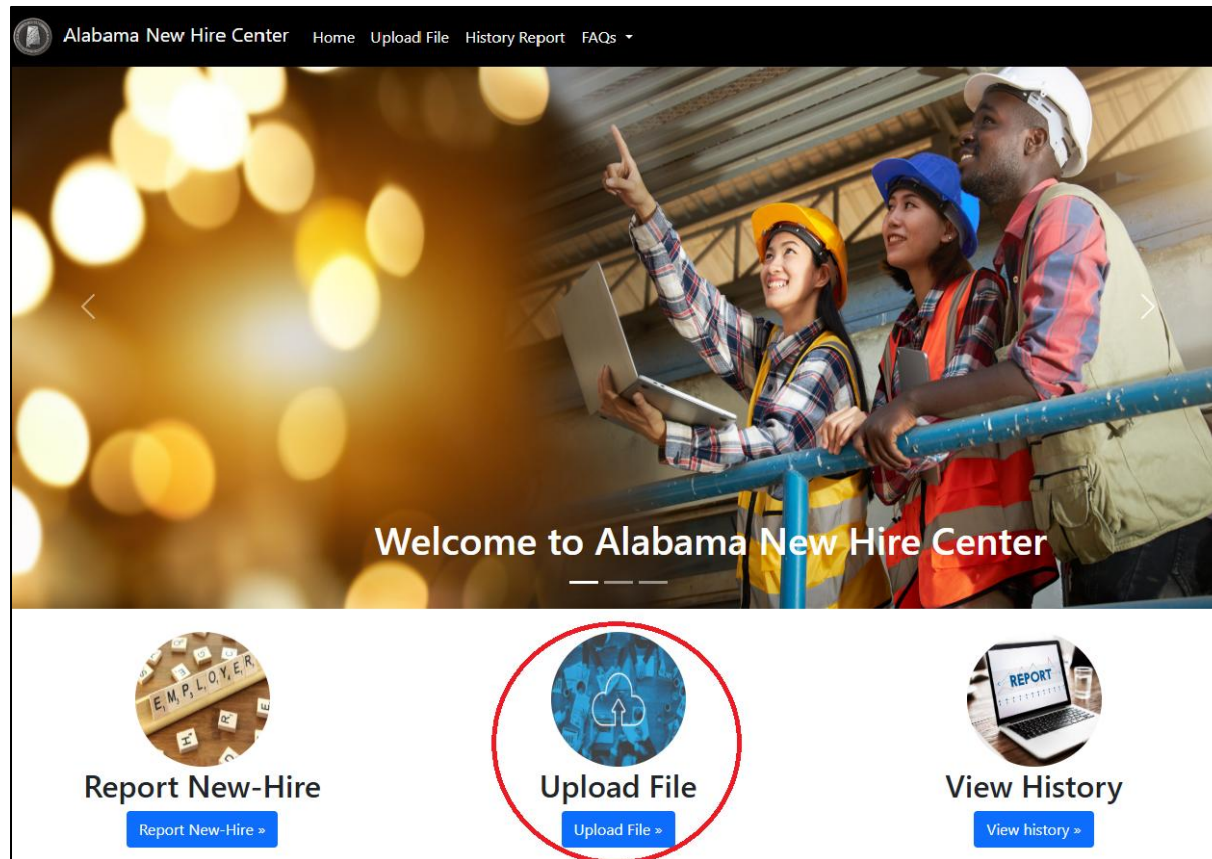 Alabama New Hire Center Home Upload File History Report FAQs
Welcome to Alabama New Hire Center
EMPLOYER
REPORT
Report New-Hire
Upload File
View History
Report New-Hire »
Upload File »
View history »